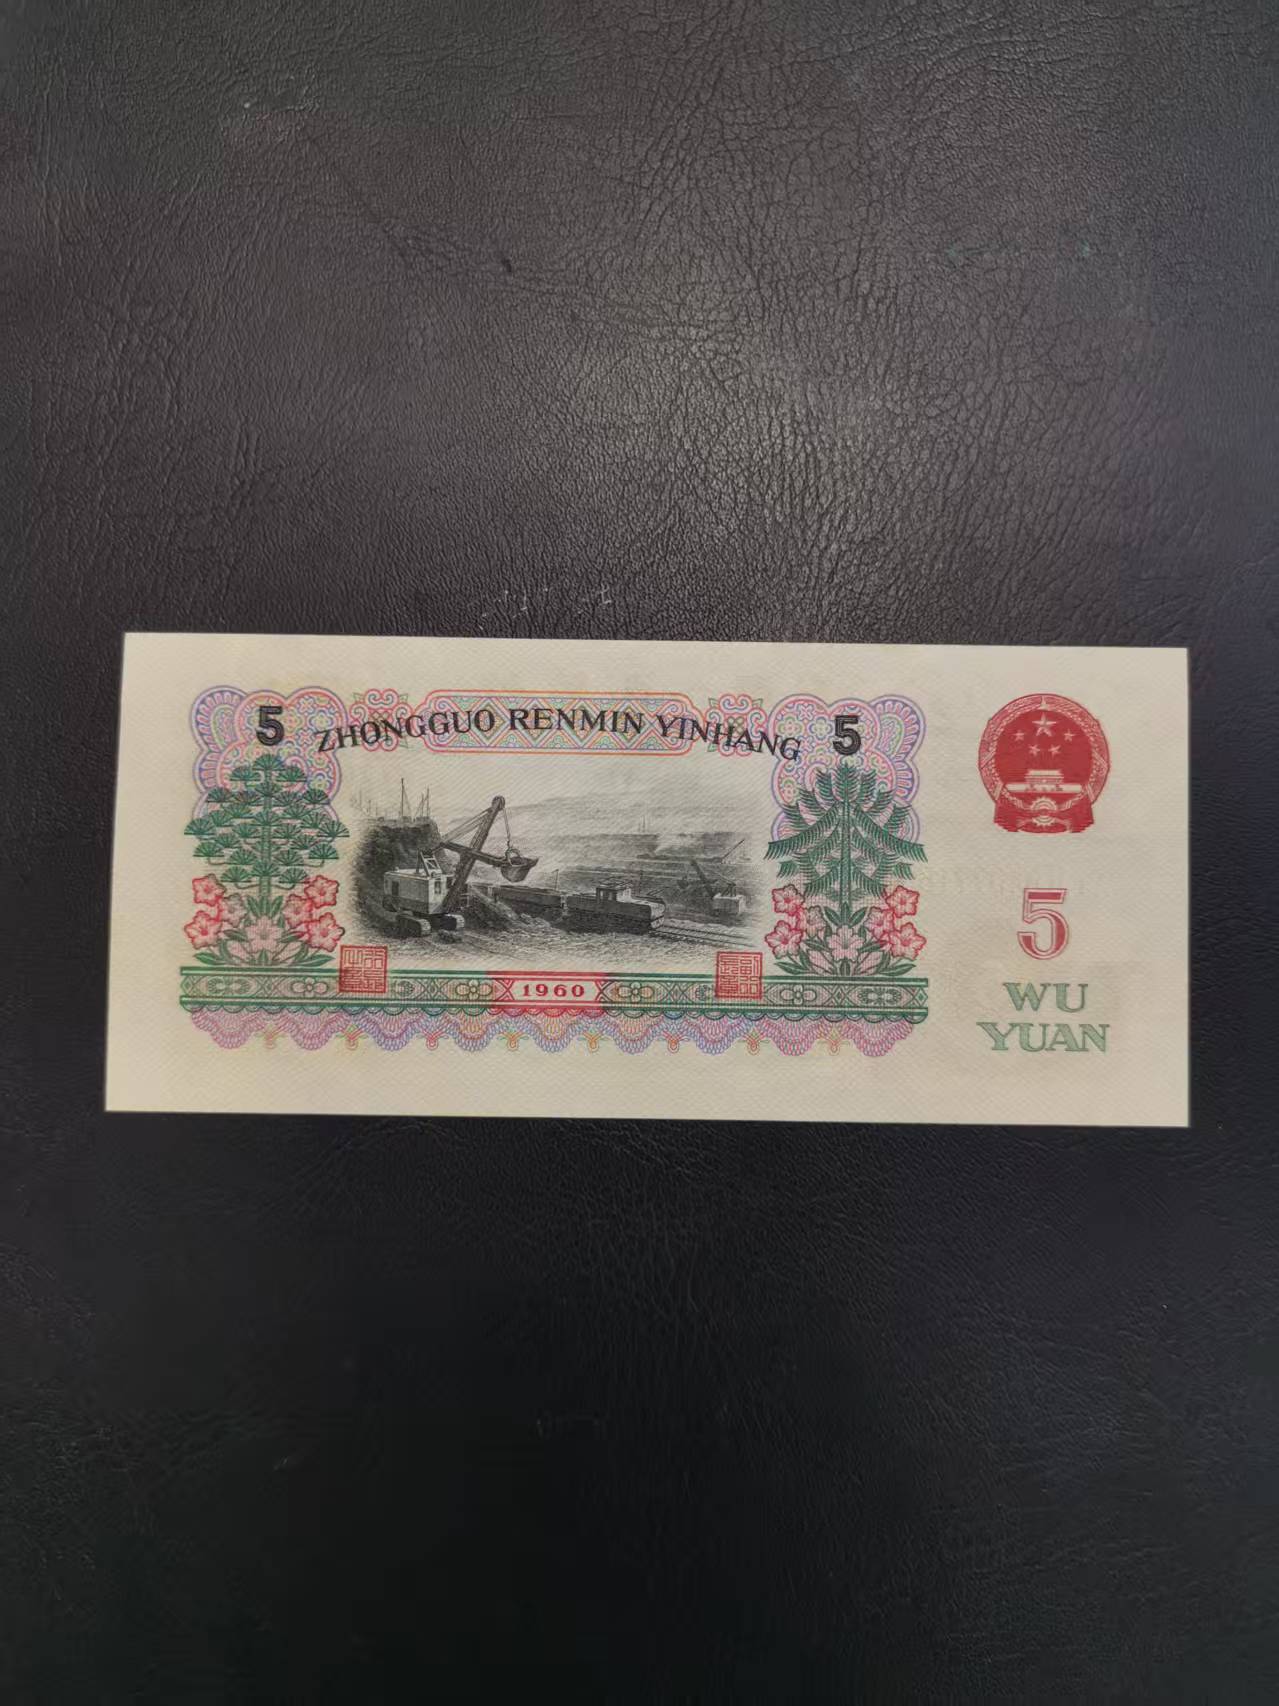 5 ZHONGGUO RENMIN YINHANG 5
5
1960
WU
YUAN